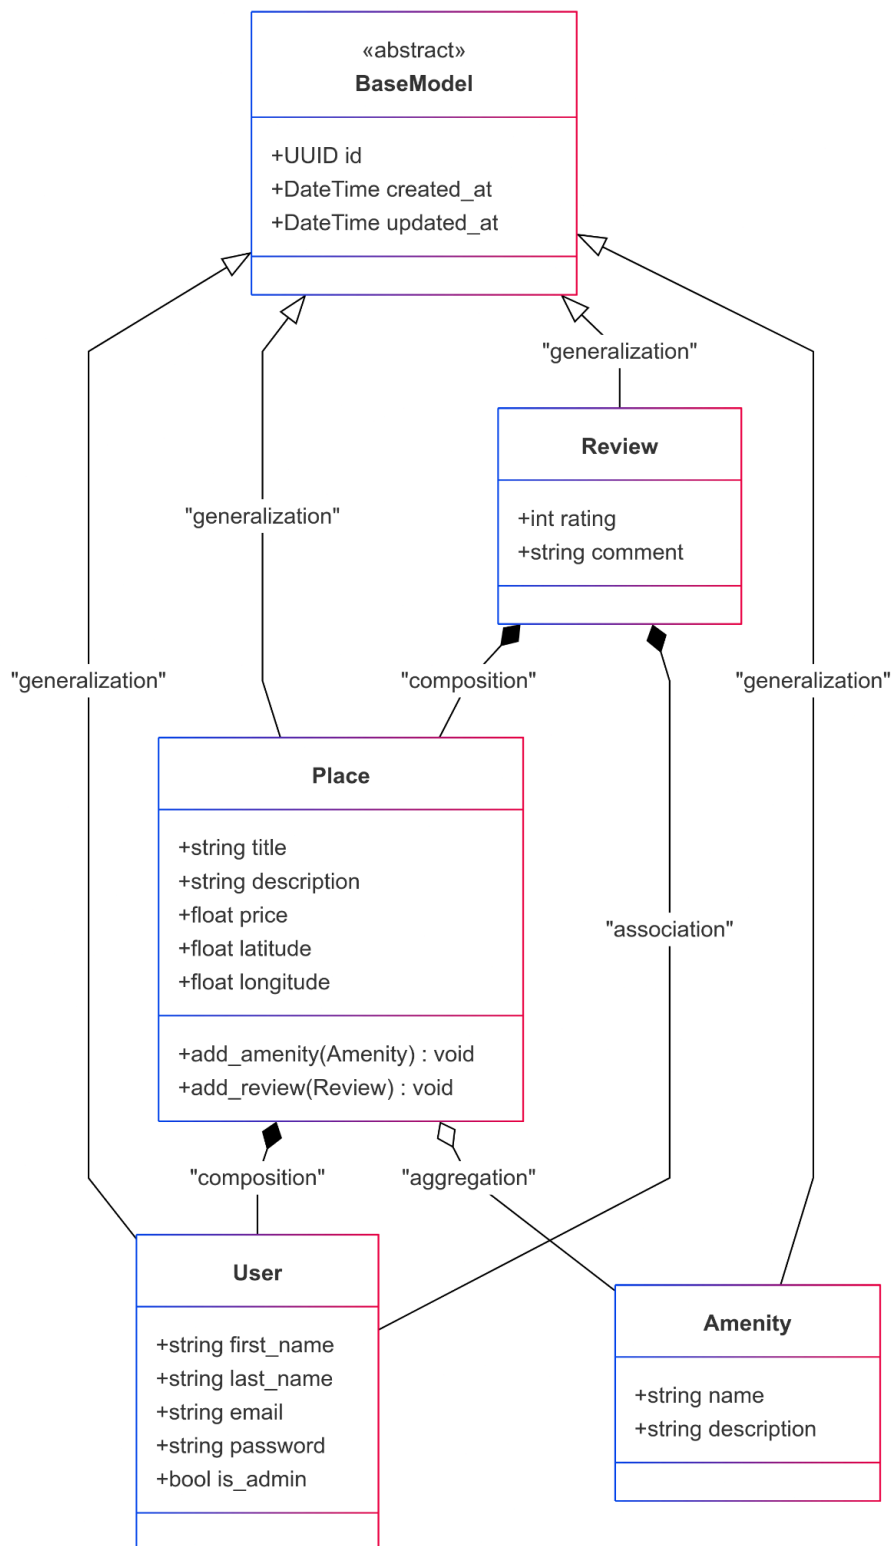 «abstract»
BaseModel
+UUID id
+DateTime created_at
+DateTime updated_at
"generalization"
Review
+int rating
+string comment
"generalization"
"generalization"
"composition"
"generalization"
Place
+string title
+string description
+float price
+float latitude
+float longitude
+add_amenity(Amenity) : void
+add_review(Review) : void
"association"
"composition"
"aggregation"
User
+string first_name
+string last_name
+string email
+string password
+bool is_admin
Amenity
+string name
+string description